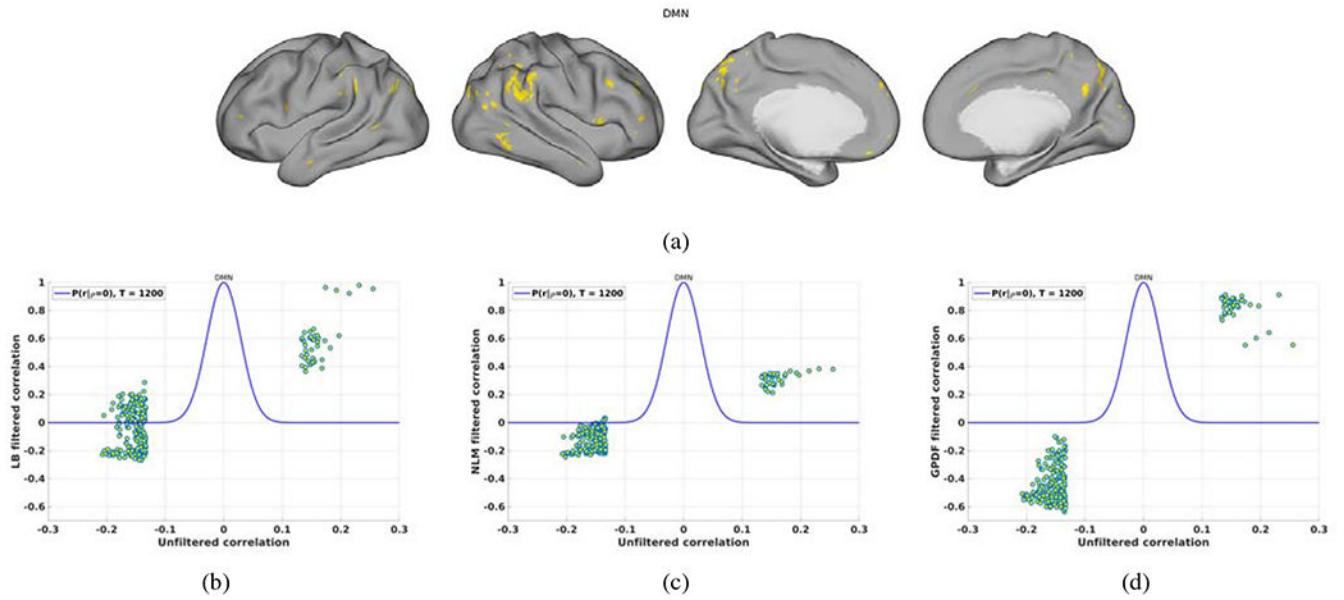 DMN
(a)
DMN
P(r|ρ=0), T = 1200
1
0.8
0.6
0.4
0.2
0
-0.2
-0.4
-0.6
LB filtered correlation
-0.3
-0.2
-0.1
0
0.1
0.2
0.3
Unfiltered correlation
(b)
DMN
P(r|ρ=0), T = 1200
1
0.8
0.6
0.4
0.2
0
-0.2
-0.4
-0.6
NLM filtered correlation
-0.3
-0.2
-0.1
0
0.1
0.2
0.3
Unfiltered correlation
(c)
DMN
P(r|ρ=0), T = 1200
1
0.8
0.6
0.4
0.2
0
-0.2
-0.4
-0.6
GPDF filtered correlation
-0.3
-0.2
-0.1
0
0.1
0.2
0.3
Unfiltered correlation
(d)